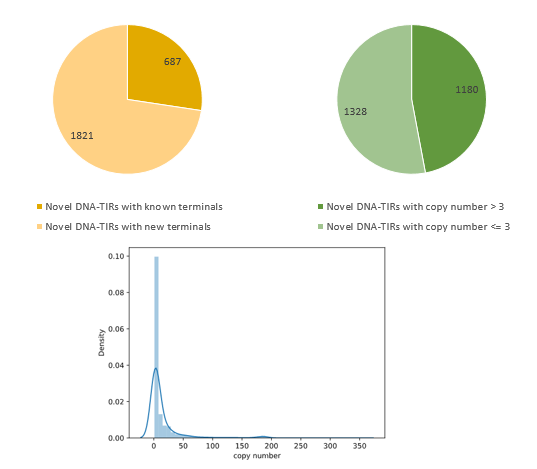 687
1821
1180
1328
Novel DNA-TIRs with known terminals
Novel DNA-TIRs with new terminals
Novel DNA-TIRs with copy number > 3
Novel DNA-TIRs with copy number <= 3
0.10
0.08
0.06
0.04
0.02
0.00
Density
0 50 100 150 200 250 300 350
copy number